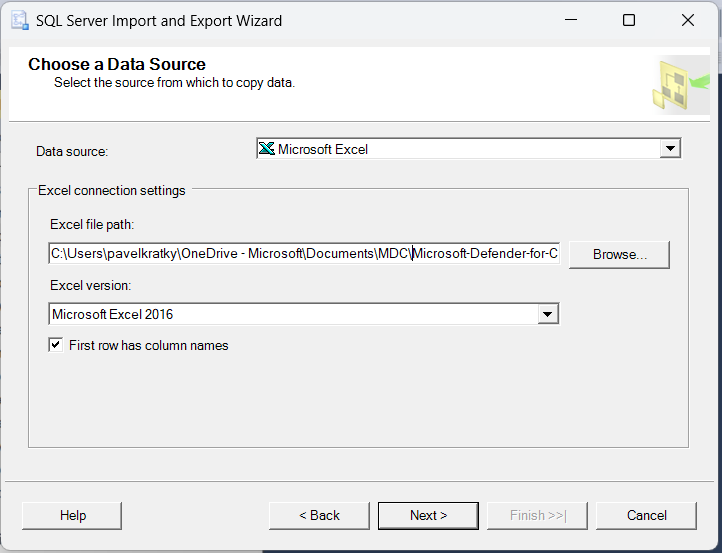 SQL Server Import and Export Wizard
Choose a Data Source
Select the source from which to copy data.
Data source:
Microsoft Excel
Excel connection settings
Excel file path:
C:\Users\pavelkratky\OneDrive - Microsoft\Documents\MDC\Microsoft-Defender-for-C
Browse...
Excel version:
Microsoft Excel 2016
First row has column names
Help
< Back
Next >
Finish >>|
Cancel